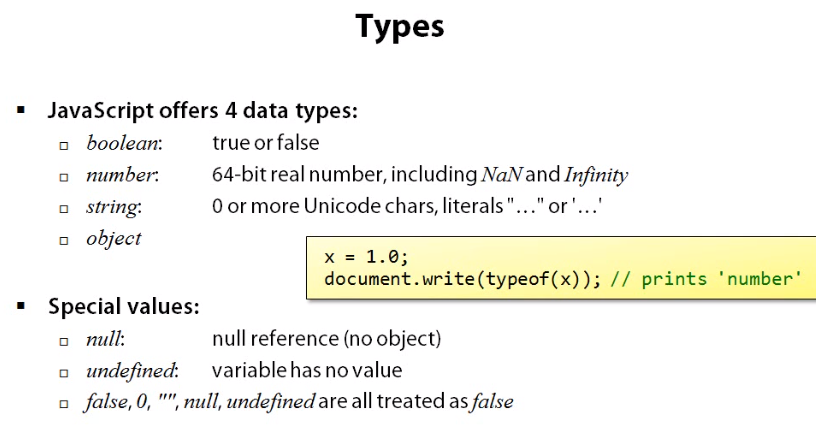 Types
▪ JavaScript offers 4 data types:
▫ boolean: true or false
▫ number: 64-bit real number, including NaN and Infinity
▫ string: 0 or more Unicode chars, literals "…" or '…'
▫ object
x = 1.0;
document.write(typeof(x)); // prints 'number'
▪ Special values:
▫ null: null reference (no object)
▫ undefined: variable has no value
▫ false, 0, "", null, undefined are all treated as false